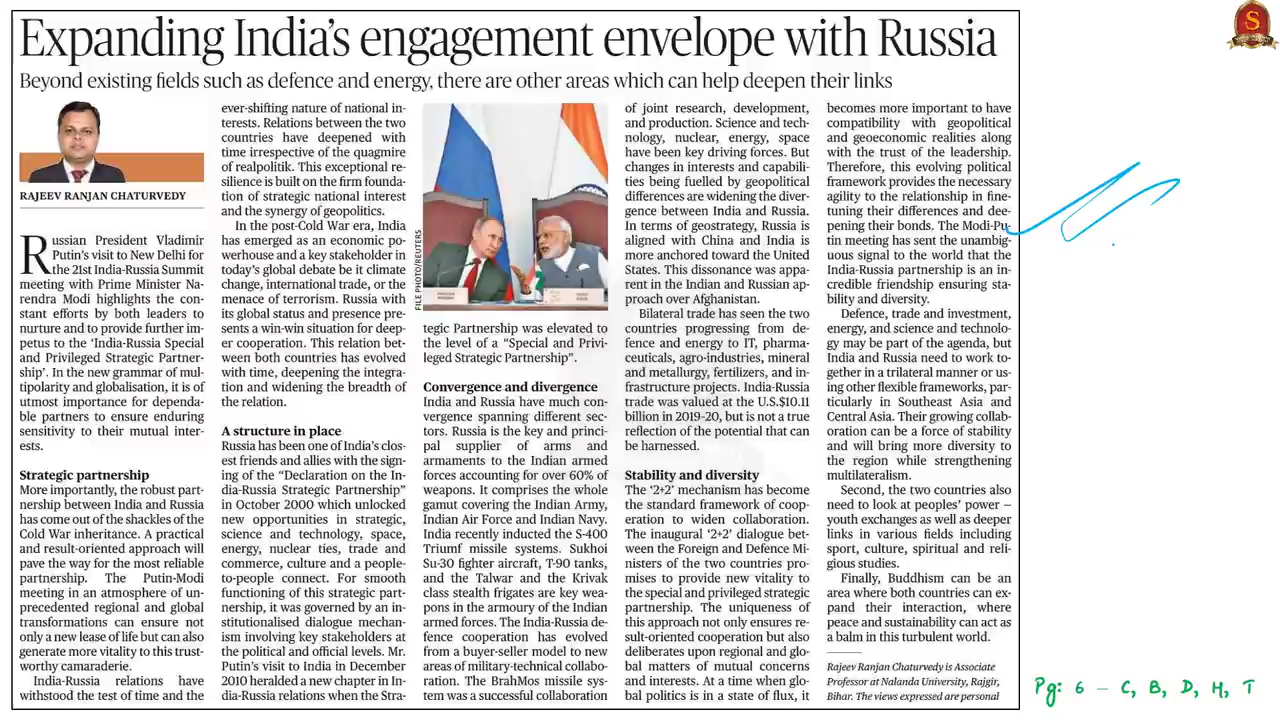 Expanding India's engagement envelope with Russia
Beyond existing fields such as defence and energy, there are other areas which can help deepen their links
RAJEEV RANJAN CHATURVEDY
Russian President Vladimir
Putin's visit to New Delhi for
the 21st India-Russia Summit
meeting with Prime Minister Na-
rendra Modi highlights the con-
stant efforts by both leaders to
nurture and to provide further im-
petus to the 'India-Russia Special
and Privileged Strategic Partner-
ship'. In the new grammar of mul-
tipolarity and globalisation, it is of
utmost importance for dependa-
ble partners to ensure enduring
sensitivity to their mutual inter-
ests.
Strategic partnership
More importantly, the robust part-
nership between India and Russia
has come out of the shackles of the
Cold War inheritance. A practical
and result-oriented approach will
pave the way for the most reliable
partnership. The Putin-Modi
meeting in an atmosphere of un-
precedented regional and global
transformations can ensure not
only a new lease of life but can also
generate more vitality to this trust-
worthy camaraderie.
India-Russia relations have
withstood the test of time and the
ever-shifting nature of national in-
terests. Relations between the two
countries have deepened with
time irrespective of the quagmire
of realpolitik. This exceptional re-
silience is built on the firm founda-
tion of strategic national interest
and the synergy of geopolitics.
In the post-Cold War era, India
has emerged as an economic po-
werhouse and a key stakeholder in
today's global debate be it climate
change, international trade, or the
menace of terrorism. Russia with
its global status and presence pre-
sents a win-win situation for deep-
er cooperation. This relation be-
tween both countries has evolved
with time, deepening the integra-
tion and widening the breadth of
the relation.
A structure in place
Russia has been one of India's clos-
est friends and allies with the sign-
ing of the "Declaration on the In-
dia-Russia Strategic Partnership"
in October 2000 which unlocked
new opportunities in strategic,
science and technology, space,
energy, nuclear ties, trade and
commerce, culture and a people-
to-people connect. For smooth
functioning of this strategic part-
nership, it was governed by an in-
stitutionalised dialogue mechan-
ism involving key stakeholders at
the political and official levels. Mr.
Putin's visit to India in December
2010 heralded a new chapter in In-
dia-Russia relations when the Stra-
FILE PHOTO/REUTERS
tegic Partnership was elevated to
the level of a "Special and Privi-
leged Strategic Partnership".
Convergence and divergence
India and Russia have much con-
vergence spanning different sec-
tors. Russia is the key and princi-
pal supplier of arms and
armaments to the Indian armed
forces accounting for over 60% of
weapons. It comprises the whole
gamut covering the Indian Army,
Indian Air Force and Indian Navy.
India recently inducted the S-400
Triumf missile systems. Sukhoi
Su-30 fighter aircraft, T-90 tanks,
and the Talwar and the Krivak
class stealth frigates are key wea-
pons in the armoury of the Indian
armed forces. The India-Russia de-
fence cooperation has evolved
from a buyer-seller model to new
areas of military-technical collabo-
ration. The BrahMos missile sys-
tem was a successful collaboration
of joint research, development,
and production. Science and tech-
nology, nuclear, energy, space
have been key driving forces. But
changes in interests and capabili-
ties being fuelled by geopolitical
differences are widening the diver-
gence between India and Russia.
In terms of geostrategy, Russia is
aligned with China and India is
more anchored toward the United
States. This dissonance was appa-
rent in the Indian and Russian ap-
proach over Afghanistan.
Bilateral trade has seen the two
countries progressing from de-
fence and energy to IT, pharma-
ceuticals, agro-industries, mineral
and metallurgy, fertilizers, and in-
frastructure projects. India-Russia
trade was valued at the U.S.$10.11
billion in 2019-20, but is not a true
reflection of the potential that can
be harnessed.
Stability and diversity
The '2+2' mechanism has become
the standard framework of coop-
eration to widen collaboration.
The inaugural '2+2' dialogue bet-
ween the Foreign and Defence Mi-
nisters of the two countries pro-
mises to provide new vitality to
the special and privileged strategic
partnership. The uniqueness of
this approach not only ensures re-
sult-oriented cooperation but also
deliberates upon regional and glo-
bal matters of mutual concerns
and interests. At a time when glo-
bal politics is in a state of flux, it
becomes more important to have
compatibility with geopolitical
and geoeconomic realities along
with the trust of the leadership.
Therefore, this evolving political
framework provides the necessary
agility to the relationship in fine-
tuning their differences and dee-
pening their bonds. The Modi-Pu-
tin meeting has sent the unambig-
uous signal to the world that the
India-Russia partnership is an in-
credible friendship ensuring sta-
bility and diversity.
Defence, trade and investment,
energy, and science and technolo-
gy may be part of the agenda, but
India and Russia need to work to-
gether in a trilateral manner or us-
ing other flexible frameworks, par-
ticularly in Southeast Asia and
Central Asia. Their growing collab-
oration can be a force of stability
and will bring more diversity to
the region while strengthening
multilateralism.
Second, the two countries also
need to look at peoples' power –
youth exchanges as well as deeper
links in various fields including
sport, culture, spiritual and reli-
gious studies.
Finally, Buddhism can be an
area where both countries can ex-
pand their interaction, where
peace and sustainability can act as
a balm in this turbulent world.
Rajeev Ranjan Chaturvedy is Associate
Professor at Nalanda University, Rajgir,
Bihar. The views expressed are personal
Pg: 6 – C, B, D, H, T